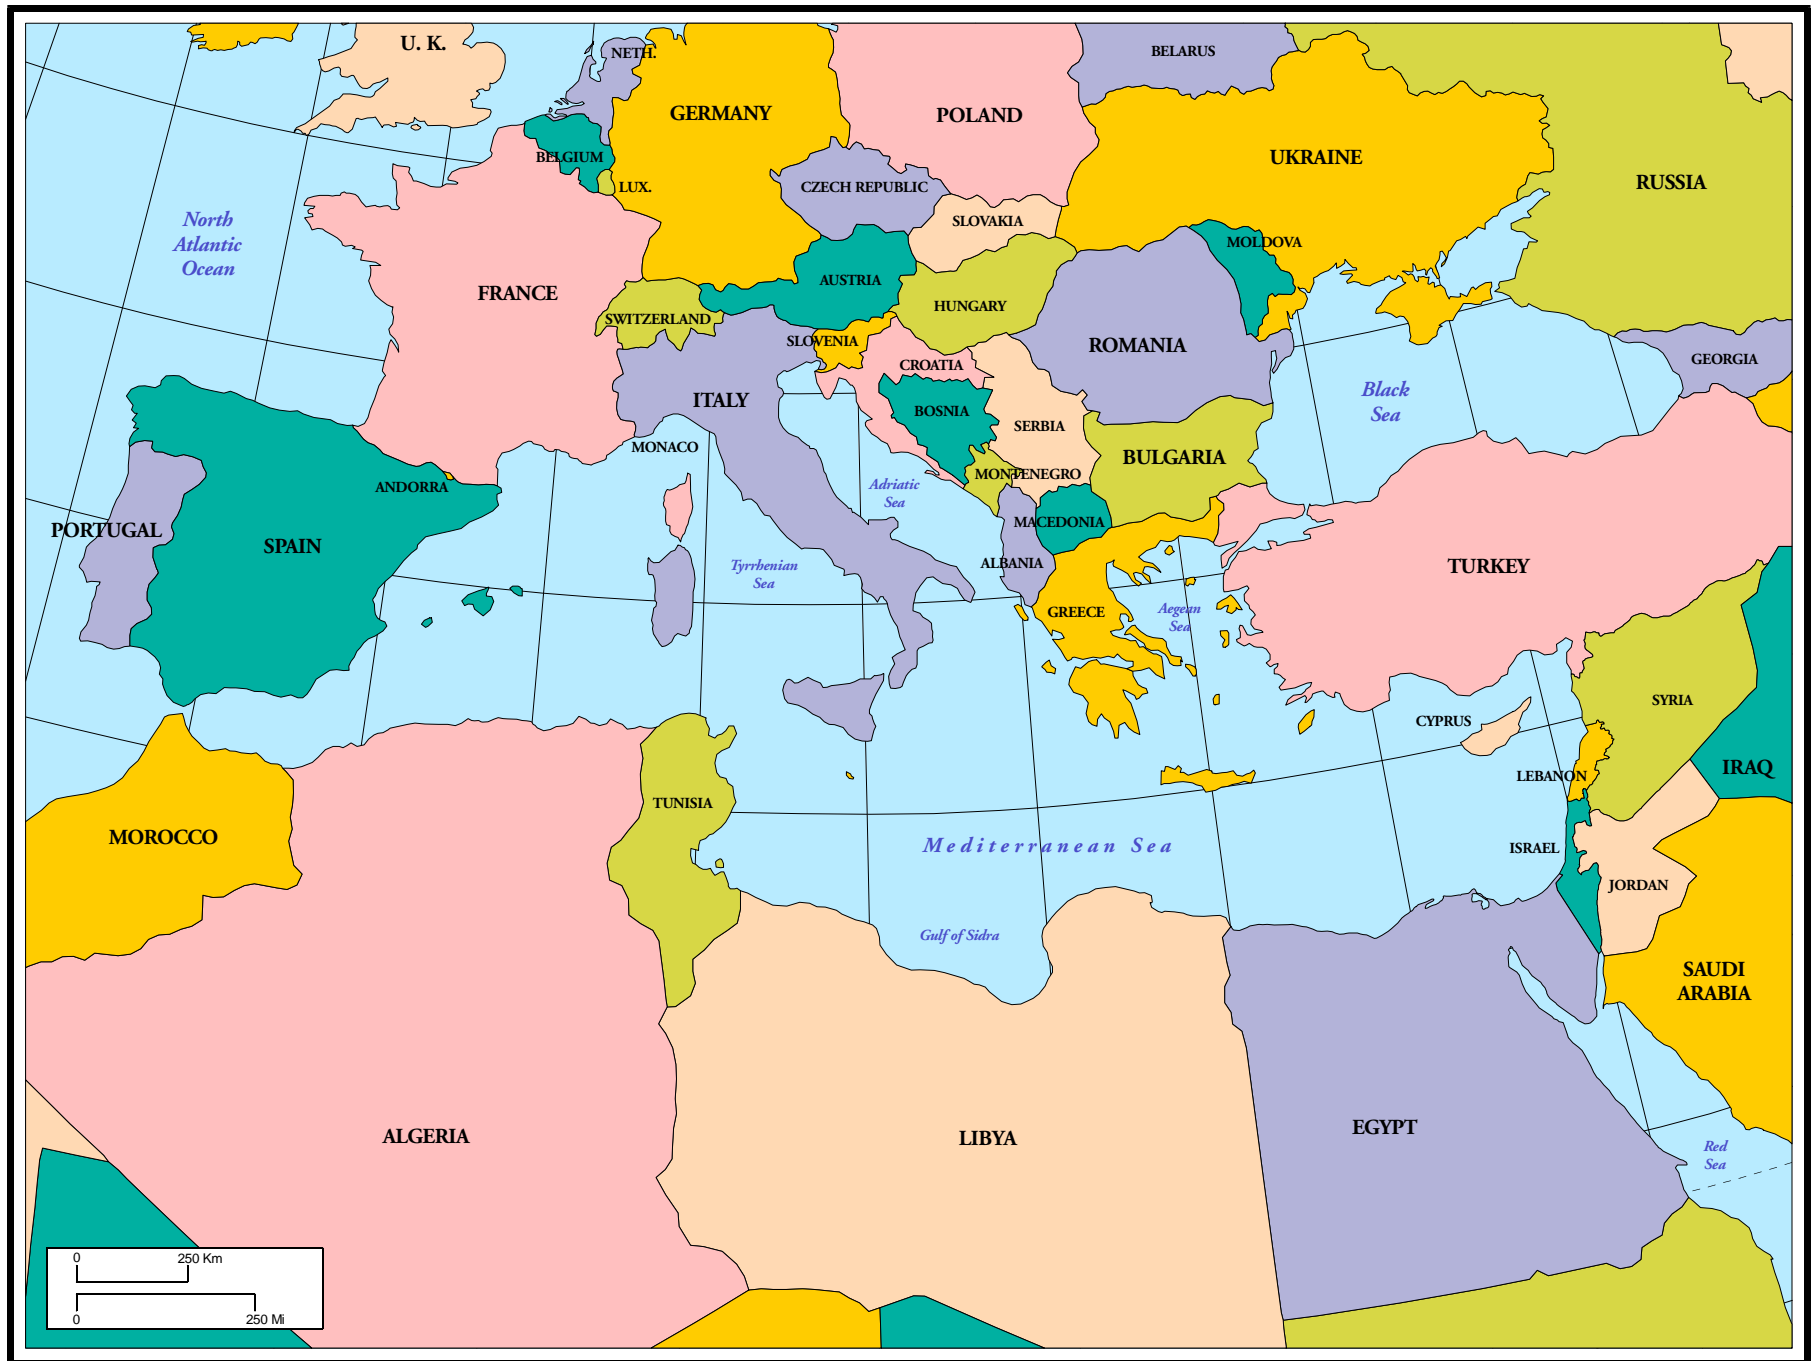 U. K.
NETH.
BELARUS
GERMANY
POLAND
BELGIUM
UKRAINE
LUX.
CZECH REPUBLIC
RUSSIA
North
Atlantic
Ocean
SLOVAKIA
MOLDOVA
FRANCE
AUSTRIA
HUNGARY
SWITZERLAND
SLOVENIA
ROMANIA
CROATIA
GEORGIA
ITALY
BOSNIA
Black
Sea
SERBIA
MONACO
BULGARIA
MONTENEGRO
ANDORRA
Adriatic
Sea
PORTUGAL
SPAIN
MACEDONIA
ALBANIA
Tyrrhenian
Sea
TURKEY
GREECE
Aegean
Sea
SYRIA
CYPRUS
IRAQ
LEBANON
TUNISIA
MOROCCO
Mediterranean Sea
ISRAEL
JORDAN
Gulf of Sidra
SAUDI
ARABIA
ALGERIA
LIBYA
EGYPT
Red
Sea
0 250 Km
0 250 Mi